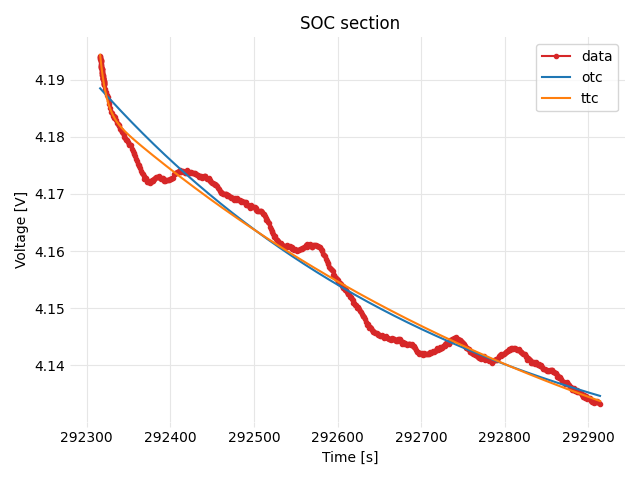 SOC section
data
otc
ttc
4.19
4.18
4.17
4.16
4.15
4.14
Voltage [V]
292300 292400 292500 292600 292700 292800 292900
Time [s]